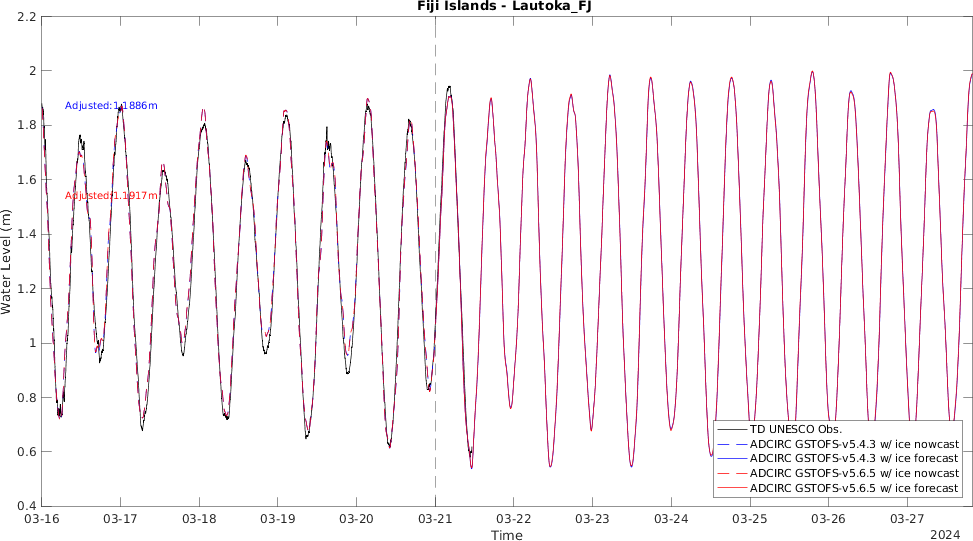 Fiji Islands - Lautoka_FJ
2.2
2
1.8
1.6
1.4
1.2
1
0.8
0.6
0.4
Water Level (m)
Adjusted:1.1886m
Adjusted:1.1917m
TD UNESCO Obs.
ADCIRC GSTOFS-v5.4.3 w/ ice nowcast
ADCIRC GSTOFS-v5.4.3 w/ ice forecast
ADCIRC GSTOFS-v5.6.5 w/ ice nowcast
ADCIRC GSTOFS-v5.6.5 w/ ice forecast
03-16 03-17 03-18 03-19 03-20 03-21 03-22 03-23 03-24 03-25 03-26 03-27
Time
2024